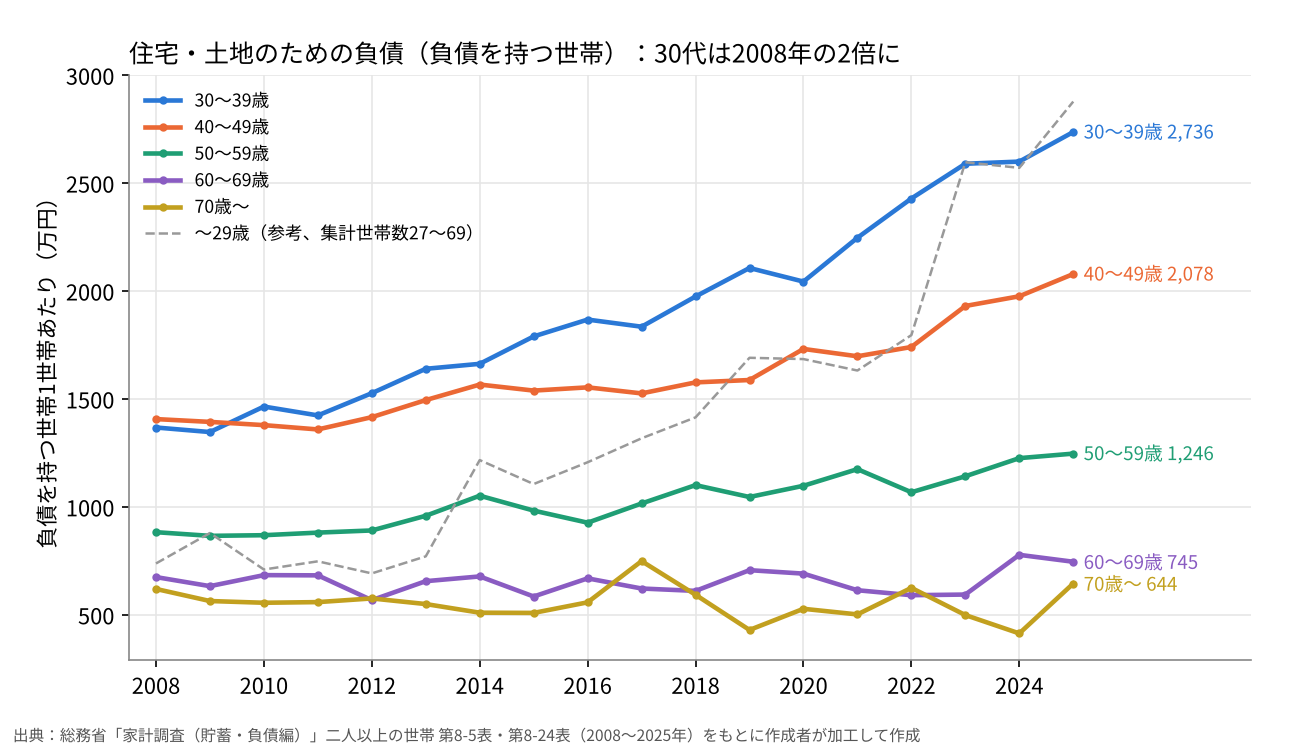 住宅・土地のための負債（負債を持つ世帯）：30代は2008年の2倍に
負債を持つ世帯1世帯あたり（万円）
3000
2500
2000
1500
1000
500
30〜39歳
40〜49歳
50〜59歳
60〜69歳
70歳〜
〜29歳（参考、集計世帯数27〜69）
30〜39歳 2,736
40〜49歳 2,078
50〜59歳 1,246
60〜69歳 745
70歳〜 644
2008 2010 2012 2014 2016 2018 2020 2022 2024
出典：総務省「家計調査（貯蓄・負債編）」二人以上の世帯 第8-5表・第8-24表（2008〜2025年）をもとに作成者が加工して作成